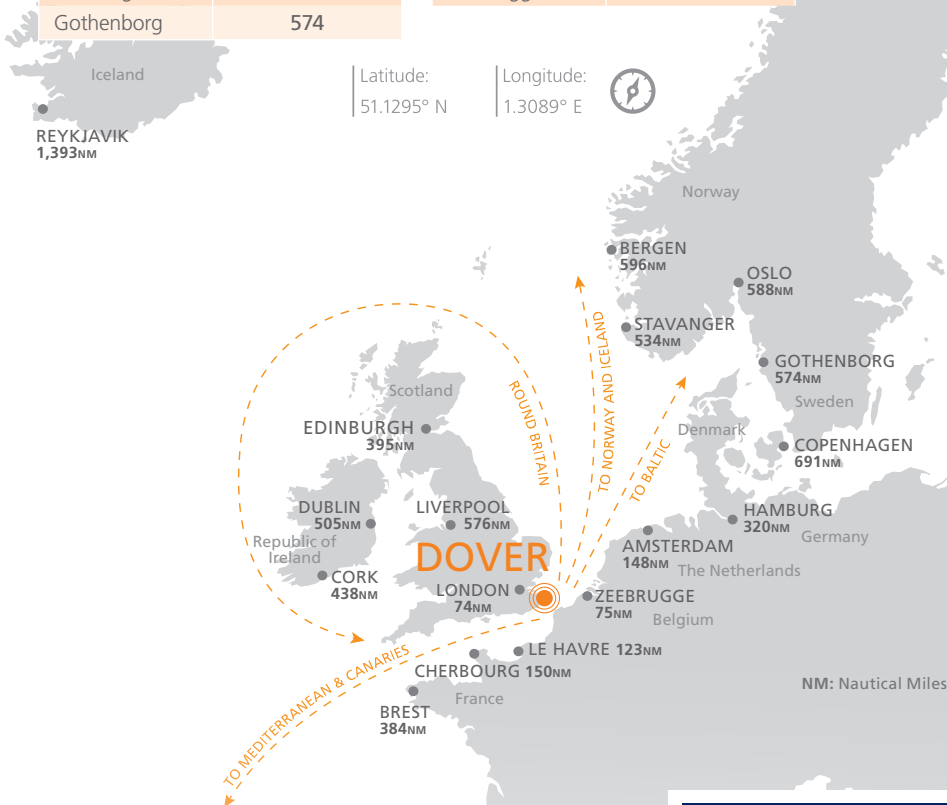 Gothenborg 574
Iceland
Latitude:
51.1295° N
Longitude:
1.3089° E
REYKJAVIK
1,393NM
Norway
BERGEN
596NM
OSLO
588NM
STAVANGER
534NM
GOTHENBORG
574NM
Sweden
Scotland
ROUND BRITAIN
TO NORWAY AND ICELAND
TO BALTIC
Denmark
EDINBURGH
395NM
COPENHAGEN
691NM
DUBLIN
505NM
LIVERPOOL
576NM
HAMBURG
320NM
Germany
Republic of
Ireland
DOVER
AMSTERDAM
148NM
The Netherlands
CORK
438NM
LONDON
74NM
ZEEBRUGGE
75NM
Belgium
LE HAVRE 123NM
CHERBOURG 150NM
TO MEDITERRANEAN & CANARIES
France
NM: Nautical Miles
BREST
384NM